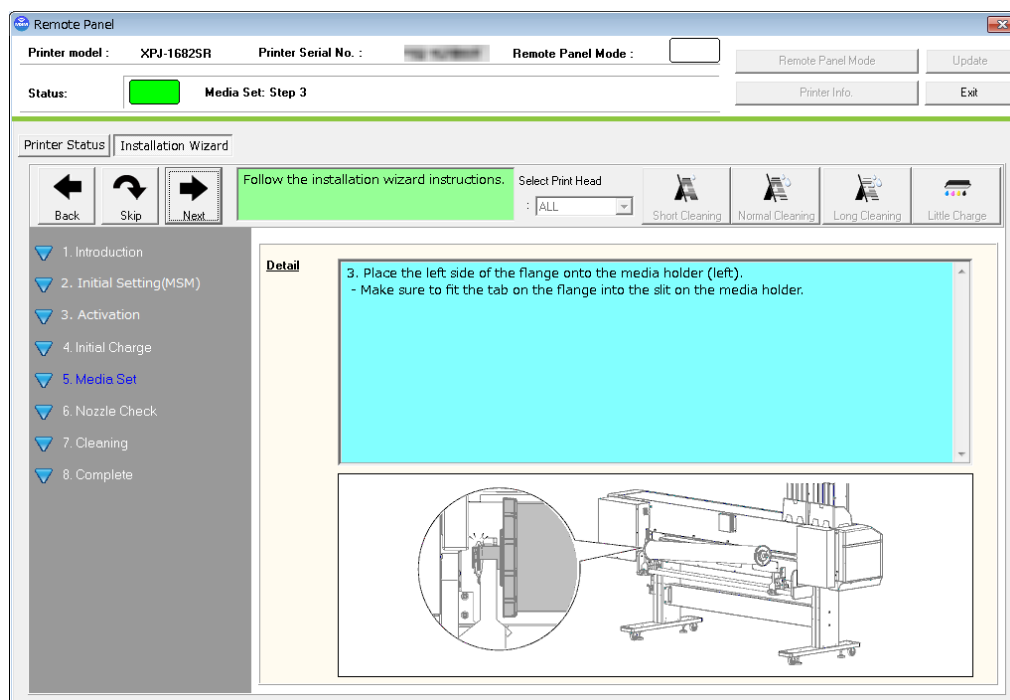 Remote Panel
Printer model : XPJ-1682SR Printer Serial No. : Remote Panel Mode :
Remote Panel Mode Update
Status: Media Set: Step 3
Printer Info. Exit
Printer Status Installation Wizard
Back Skip Next
Follow the installation wizard instructions.
Select Print Head
: ALL
Short Cleaning Normal Cleaning Long Cleaning Little Charge
1. Introduction
2. Initial Setting(MSM)
3. Activation
4. Initial Charge
5. Media Set
6. Nozzle Check
7. Cleaning
8. Complete
Detail
3. Place the left side of the flange onto the media holder (left).
- Make sure to fit the tab on the flange into the slit on the media holder.